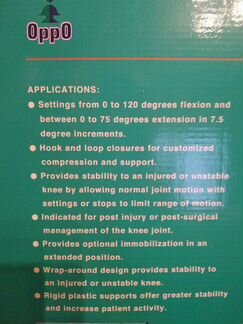 OppO
APPLICATIONS:
● Settings from 0 to 120 degrees flexion and
between 0 to 75 degrees extension in 7.5
degree increments.
● Hook and loop closures for customized
compression and support.
● Provides stability to an injured or unstable
knee by allowing normal joint motion with
settings or stops to limit range of motion.
● Indicated for post injury or post-surgical
management of the knee joint.
● Provides optional immobilization in an
extended position.
● Wrap-around design provides stability to
an injured or unstable knee.
● Rigid plastic supports offer greater stability
and increase patient activity.